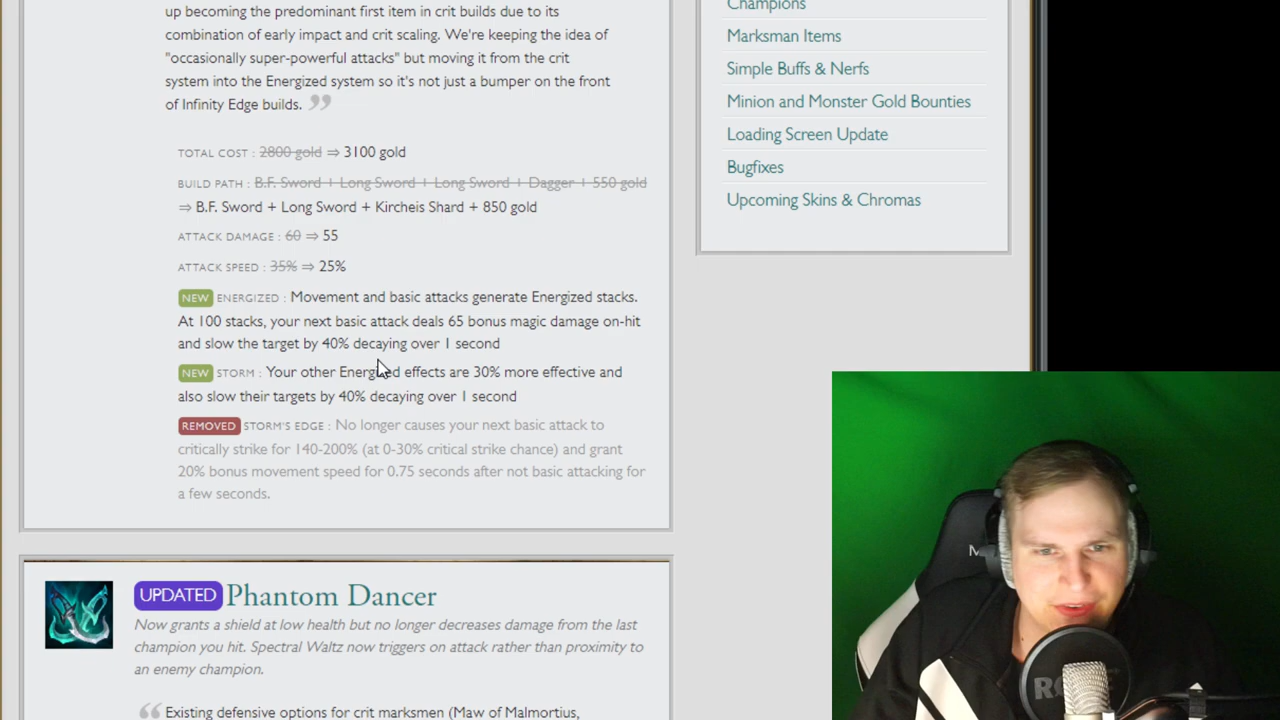 up becoming the predominant first item in crit builds due to its
combination of early impact and crit scaling. We're keeping the idea of
"occasionally super-powerful attacks" but moving it from the crit
system into the Energized system so it's not just a bumper on the front
of Infinity Edge builds. ”
TOTAL COST : 2800 gold ⇒ 3100 gold
BUILD PATH : B.F. Sword + Long Sword + Long Sword + Dagger + 550 gold
⇒ B.F. Sword + Long Sword + Kircheis Shard + 850 gold
ATTACK DAMAGE : 60 ⇒ 55
ATTACK SPEED : 35% ⇒ 25%
NEW ENERGIZED : Movement and basic attacks generate Energized stacks.
At 100 stacks, your next basic attack deals 65 bonus magic damage on-hit
and slow the target by 40% decaying over 1 second
NEW STORM : Your other Energized effects are 30% more effective and
also slow their targets by 40% decaying over 1 second
REMOVED STORM'S EDGE : No longer causes your next basic attack to
critically strike for 140-200% (at 0-30% critical strike chance) and grant
20% bonus movement speed for 0.75 seconds after not basic attacking for
a few seconds.
UPDATED Phantom Dancer
Now grants a shield at low health but no longer decreases damage from the last
champion you hit. Spectral Waltz now triggers on attack rather than proximity to
an enemy champion.
“ Existing defensive options for crit marksmen (Maw of Malmortius,
Champions
Marksman Items
Simple Buffs & Nerfs
Minion and Monster Gold Bounties
Loading Screen Update
Bugfixes
Upcoming Skins & Chromas